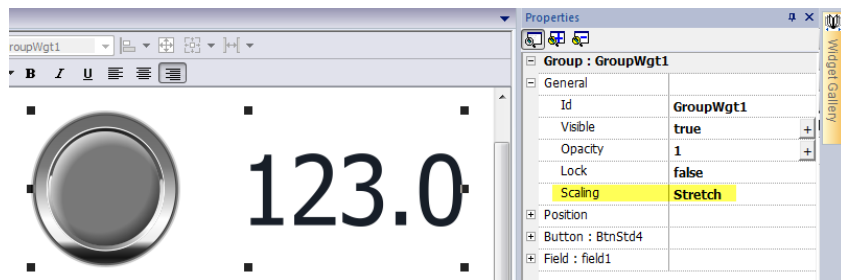 Properties
roupWgt1
B I U
Group : GroupWgt1
General
Id GroupWgt1
Visible true +
Opacity 1 +
Lock false
Scaling Stretch
Position
Button : BtnStd4
Field : field1
123.0
Widget Gallery